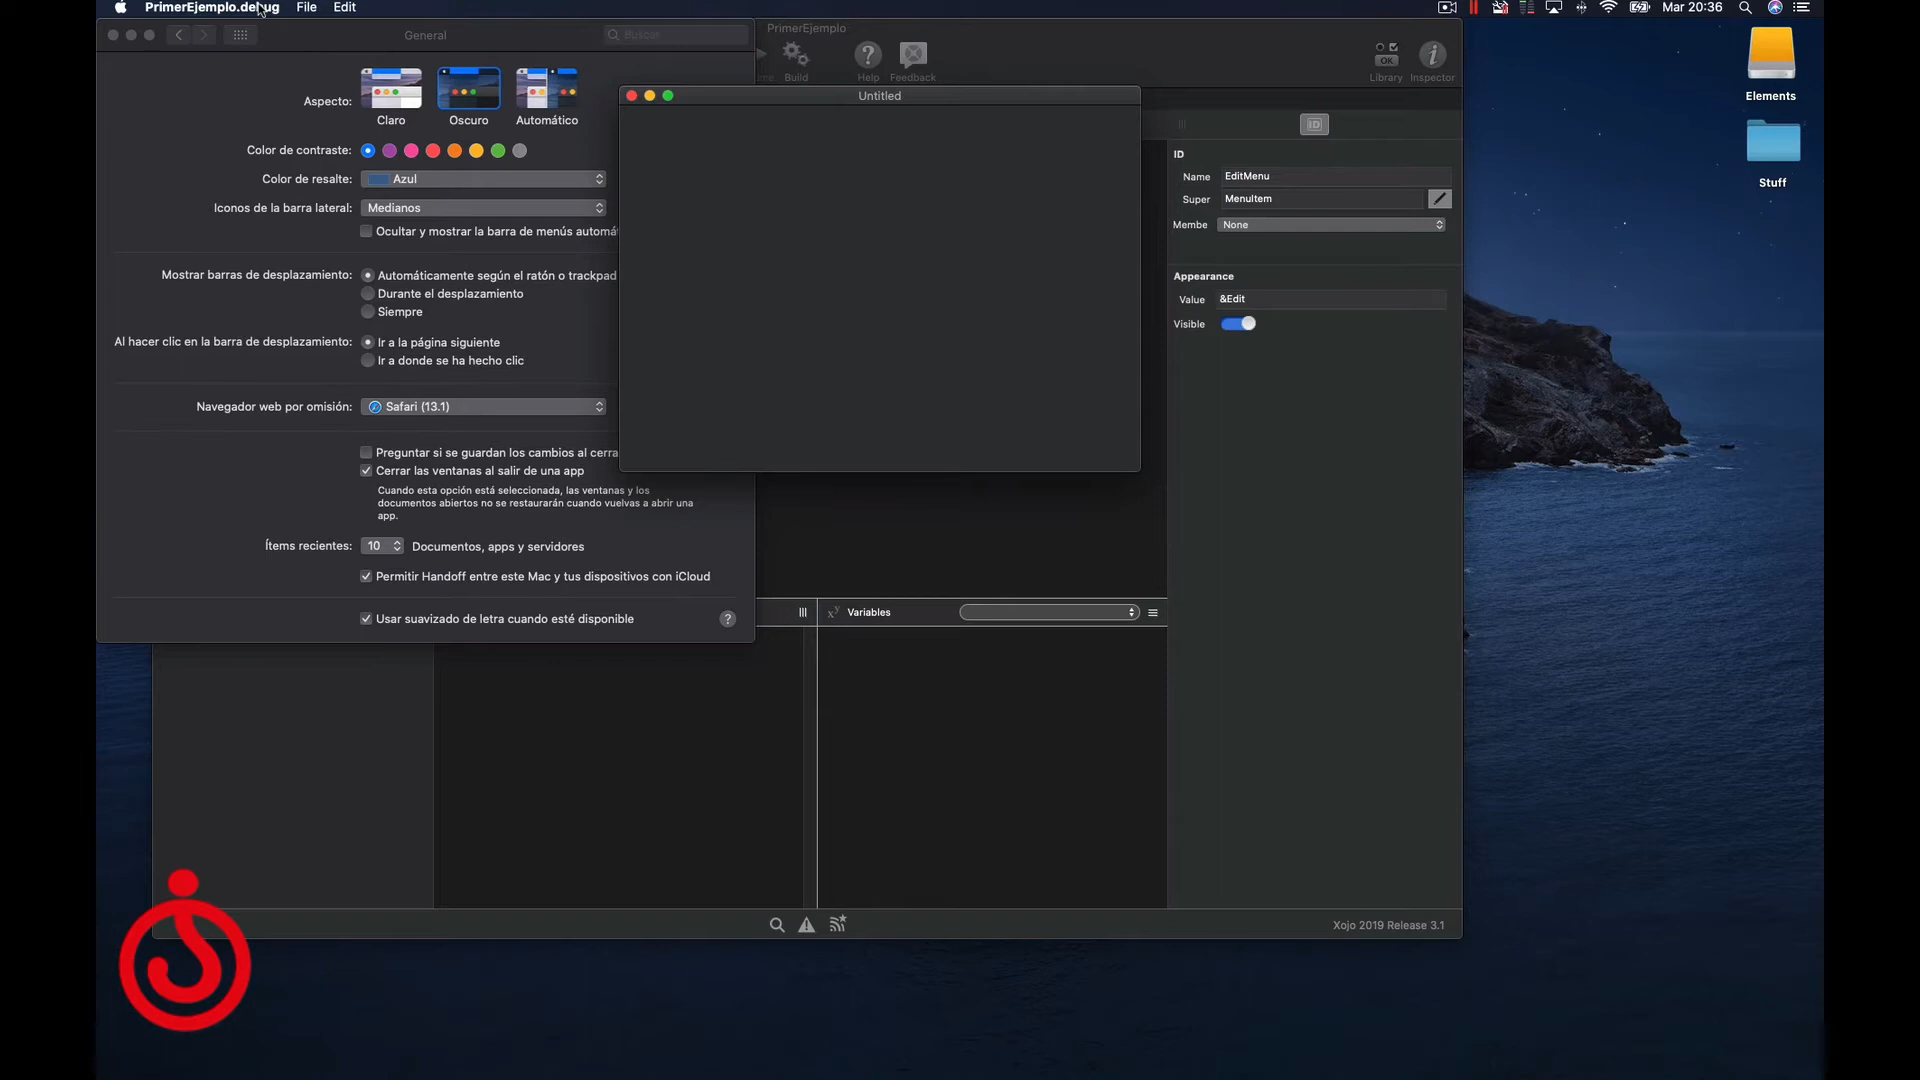 PrimerEjemplo.debug File Edit
Mar 20:36
General
Buscar
Aspecto:
Claro Oscuro Automático
Color de contraste:
Color de resalte: Azul
Iconos de la barra lateral: Medianos
Ocultar y mostrar la barra de menús automá
Mostrar barras de desplazamiento: Automáticamente según el ratón o trackpad
Durante el desplazamiento
Siempre
Al hacer clic en la barra de desplazamiento: Ir a la página siguiente
Ir a donde se ha hecho clic
Navegador web por omisión: Safari (13.1)
Preguntar si se guardan los cambios al cerra
Cerrar las ventanas al salir de una app
Cuando esta opción está seleccionada, las ventanas y los
documentos abiertos no se restaurarán cuando vuelvas a abrir una
app.
Ítems recientes: 10 Documentos, apps y servidores
Permitir Handoff entre este Mac y tus dispositivos con iCloud
Usar suavizado de letra cuando esté disponible ?
PrimerEjemplo
Build Help Feedback
OK
Library Inspector
Untitled
ID
ID
Name EditMenu
Super MenuItem
Membe None
Appearance
Value &Edit
Visible
Variables
Xojo 2019 Release 3.1
Elements
Stuff